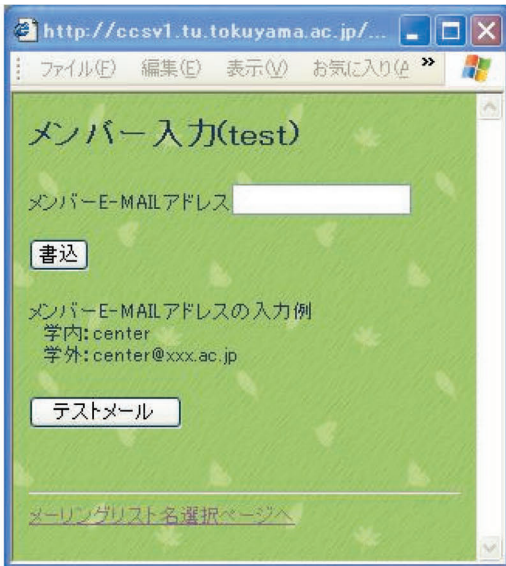 http://ccsv1.tu.tokuyama.ac.jp/...
ファイル(F) 編集(E) 表示(V) お気に入り(A »
メンバー入力(test)
メンバーE-MAILアドレス
書込
メンバーE-MAILアドレスの入力例
学内:center
学外:center@xxx.ac.jp
テストメール
メーリングリスト名選択ページへ